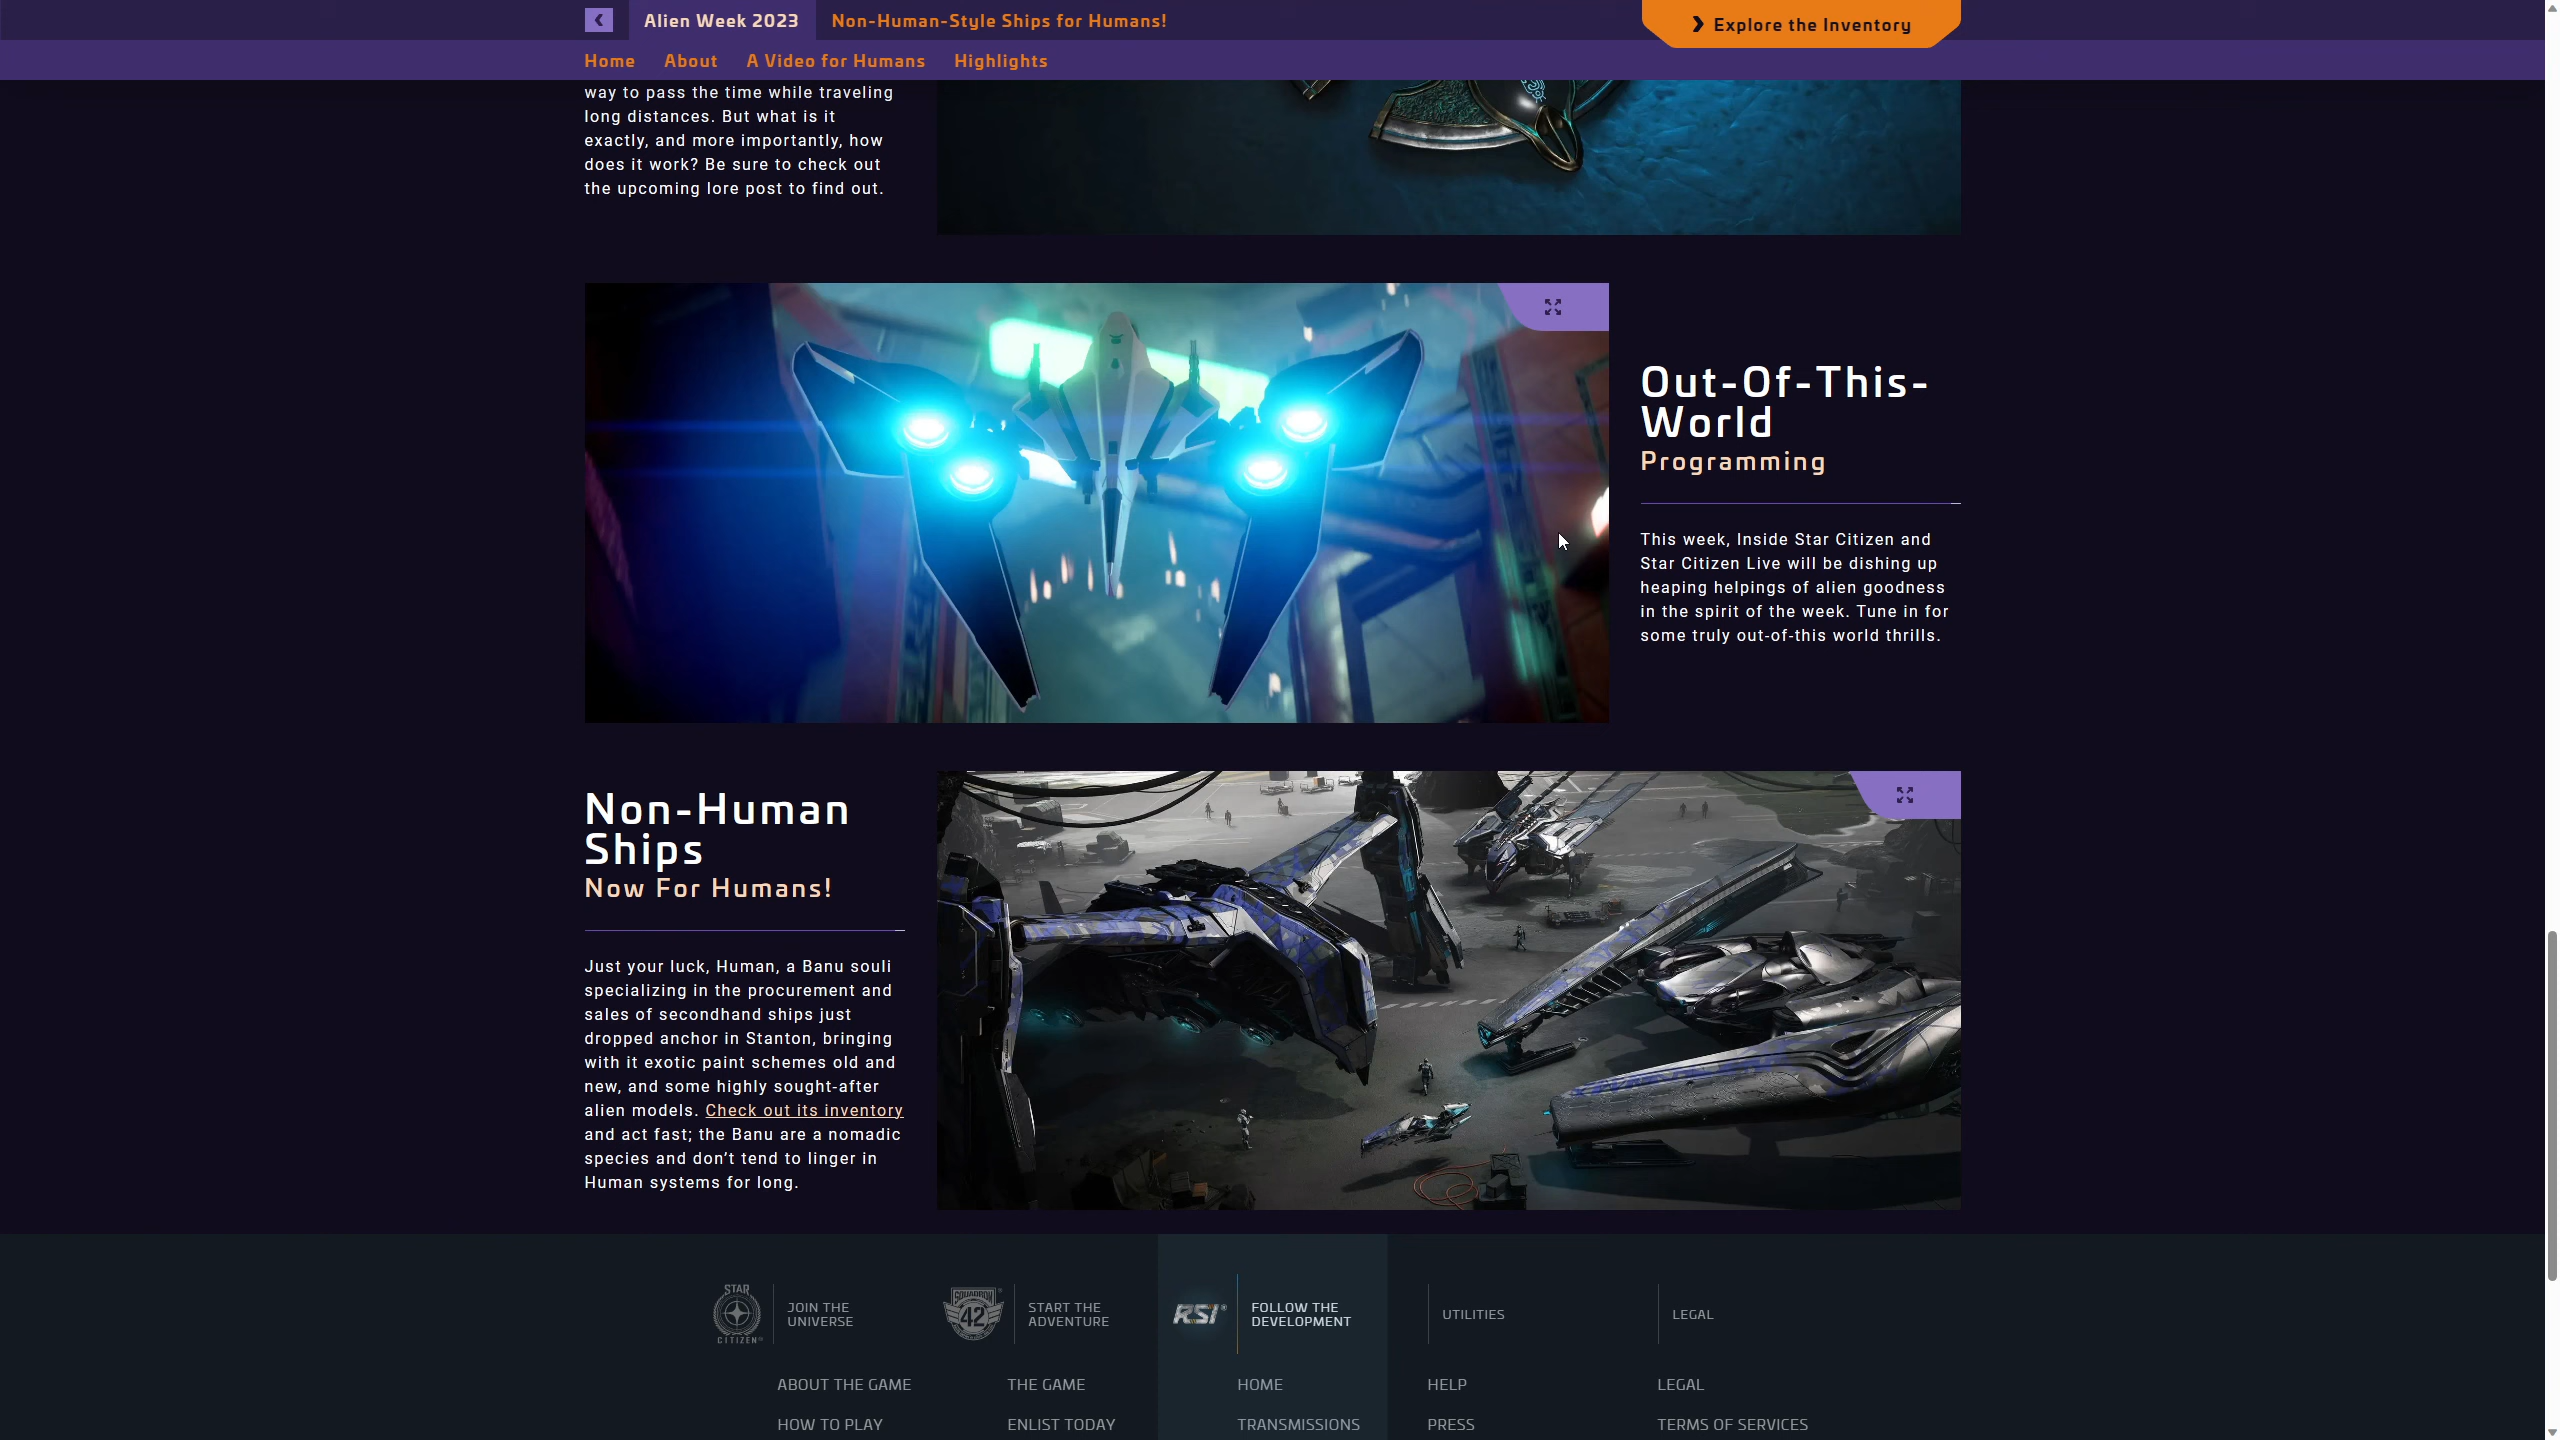 Alien Week 2023
Non-Human-Style Ships for Humans!
Explore the Inventory
Home
About
A Video for Humans
Highlights
way to pass the time while traveling
long distances. But what is it
exactly, and more importantly, how
does it work? Be sure to check out
the upcoming lore post to find out.
Out-Of-This-
World
Programming
This week, Inside Star Citizen and
Star Citizen Live will be dishing up
heaping helpings of alien goodness
in the spirit of the week. Tune in for
some truly out-of-this world thrills.
Non-Human
Ships
Now For Humans!
Just your luck, Human, a Banu souli
specializing in the procurement and
sales of secondhand ships just
dropped anchor in Stanton, bringing
with it exotic paint schemes old and
new, and some highly sought-after
alien models. Check out its inventory
and act fast; the Banu are a nomadic
species and don’t tend to linger in
Human systems for long.
STAR
CITIZEN®
JOIN THE
UNIVERSE
SQUADRON
42
START THE
ADVENTURE
RSI®
FOLLOW THE
DEVELOPMENT
UTILITIES
LEGAL
ABOUT THE GAME
THE GAME
HOME
HELP
LEGAL
HOW TO PLAY
ENLIST TODAY
TRANSMISSIONS
PRESS
TERMS OF SERVICES